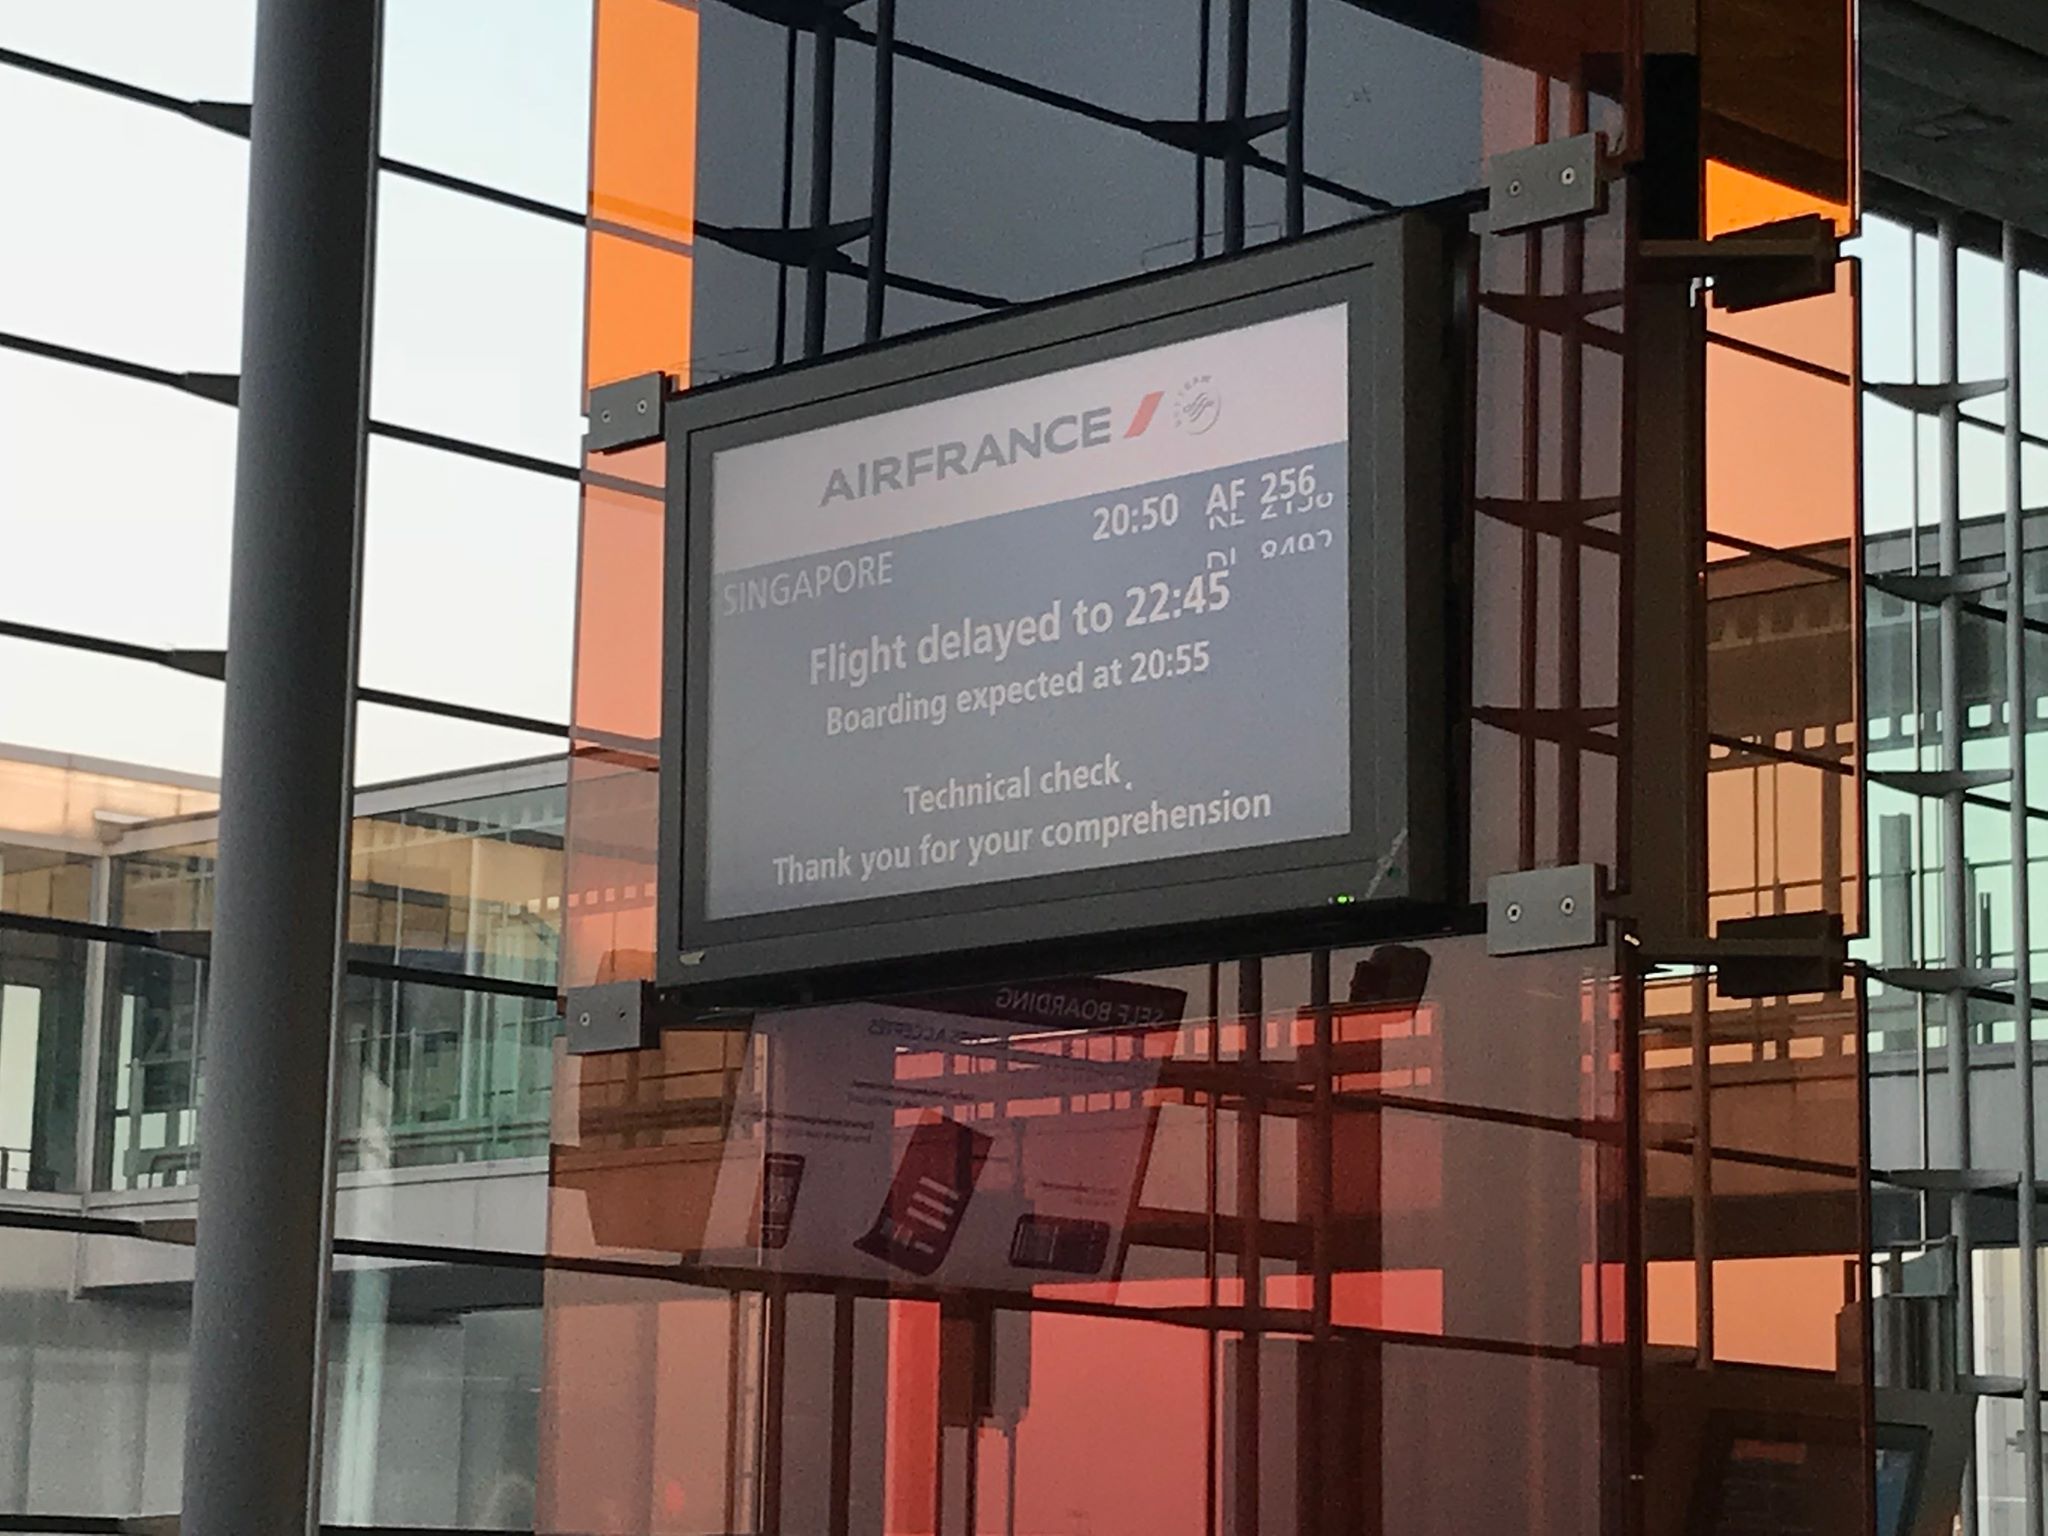 AIRFRANCE
20:50 AF 256
SINGAPORE
Flight delayed to 22:45
Boarding expected at 20:55
Technical check.
Thank you for your comprehension
SELF BOARDING